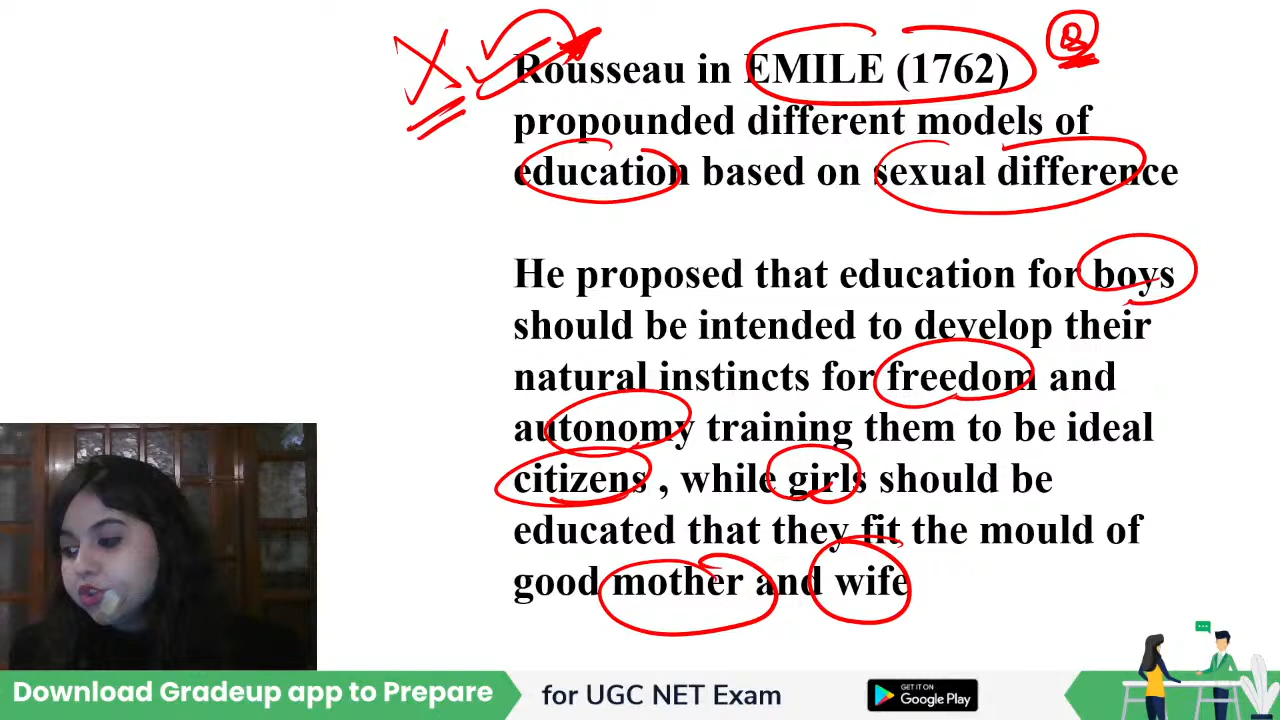 Rousseau in EMILE (1762)
propounded different models of
education based on sexual difference
He proposed that education for boys
should be intended to develop their
natural instincts for freedom and
autonomy training them to be ideal
citizens , while girls should be
educated that they fit the mould of
good mother and wife
Download Gradeup app to Prepare
for UGC NET Exam
GET IT ON
Google Play